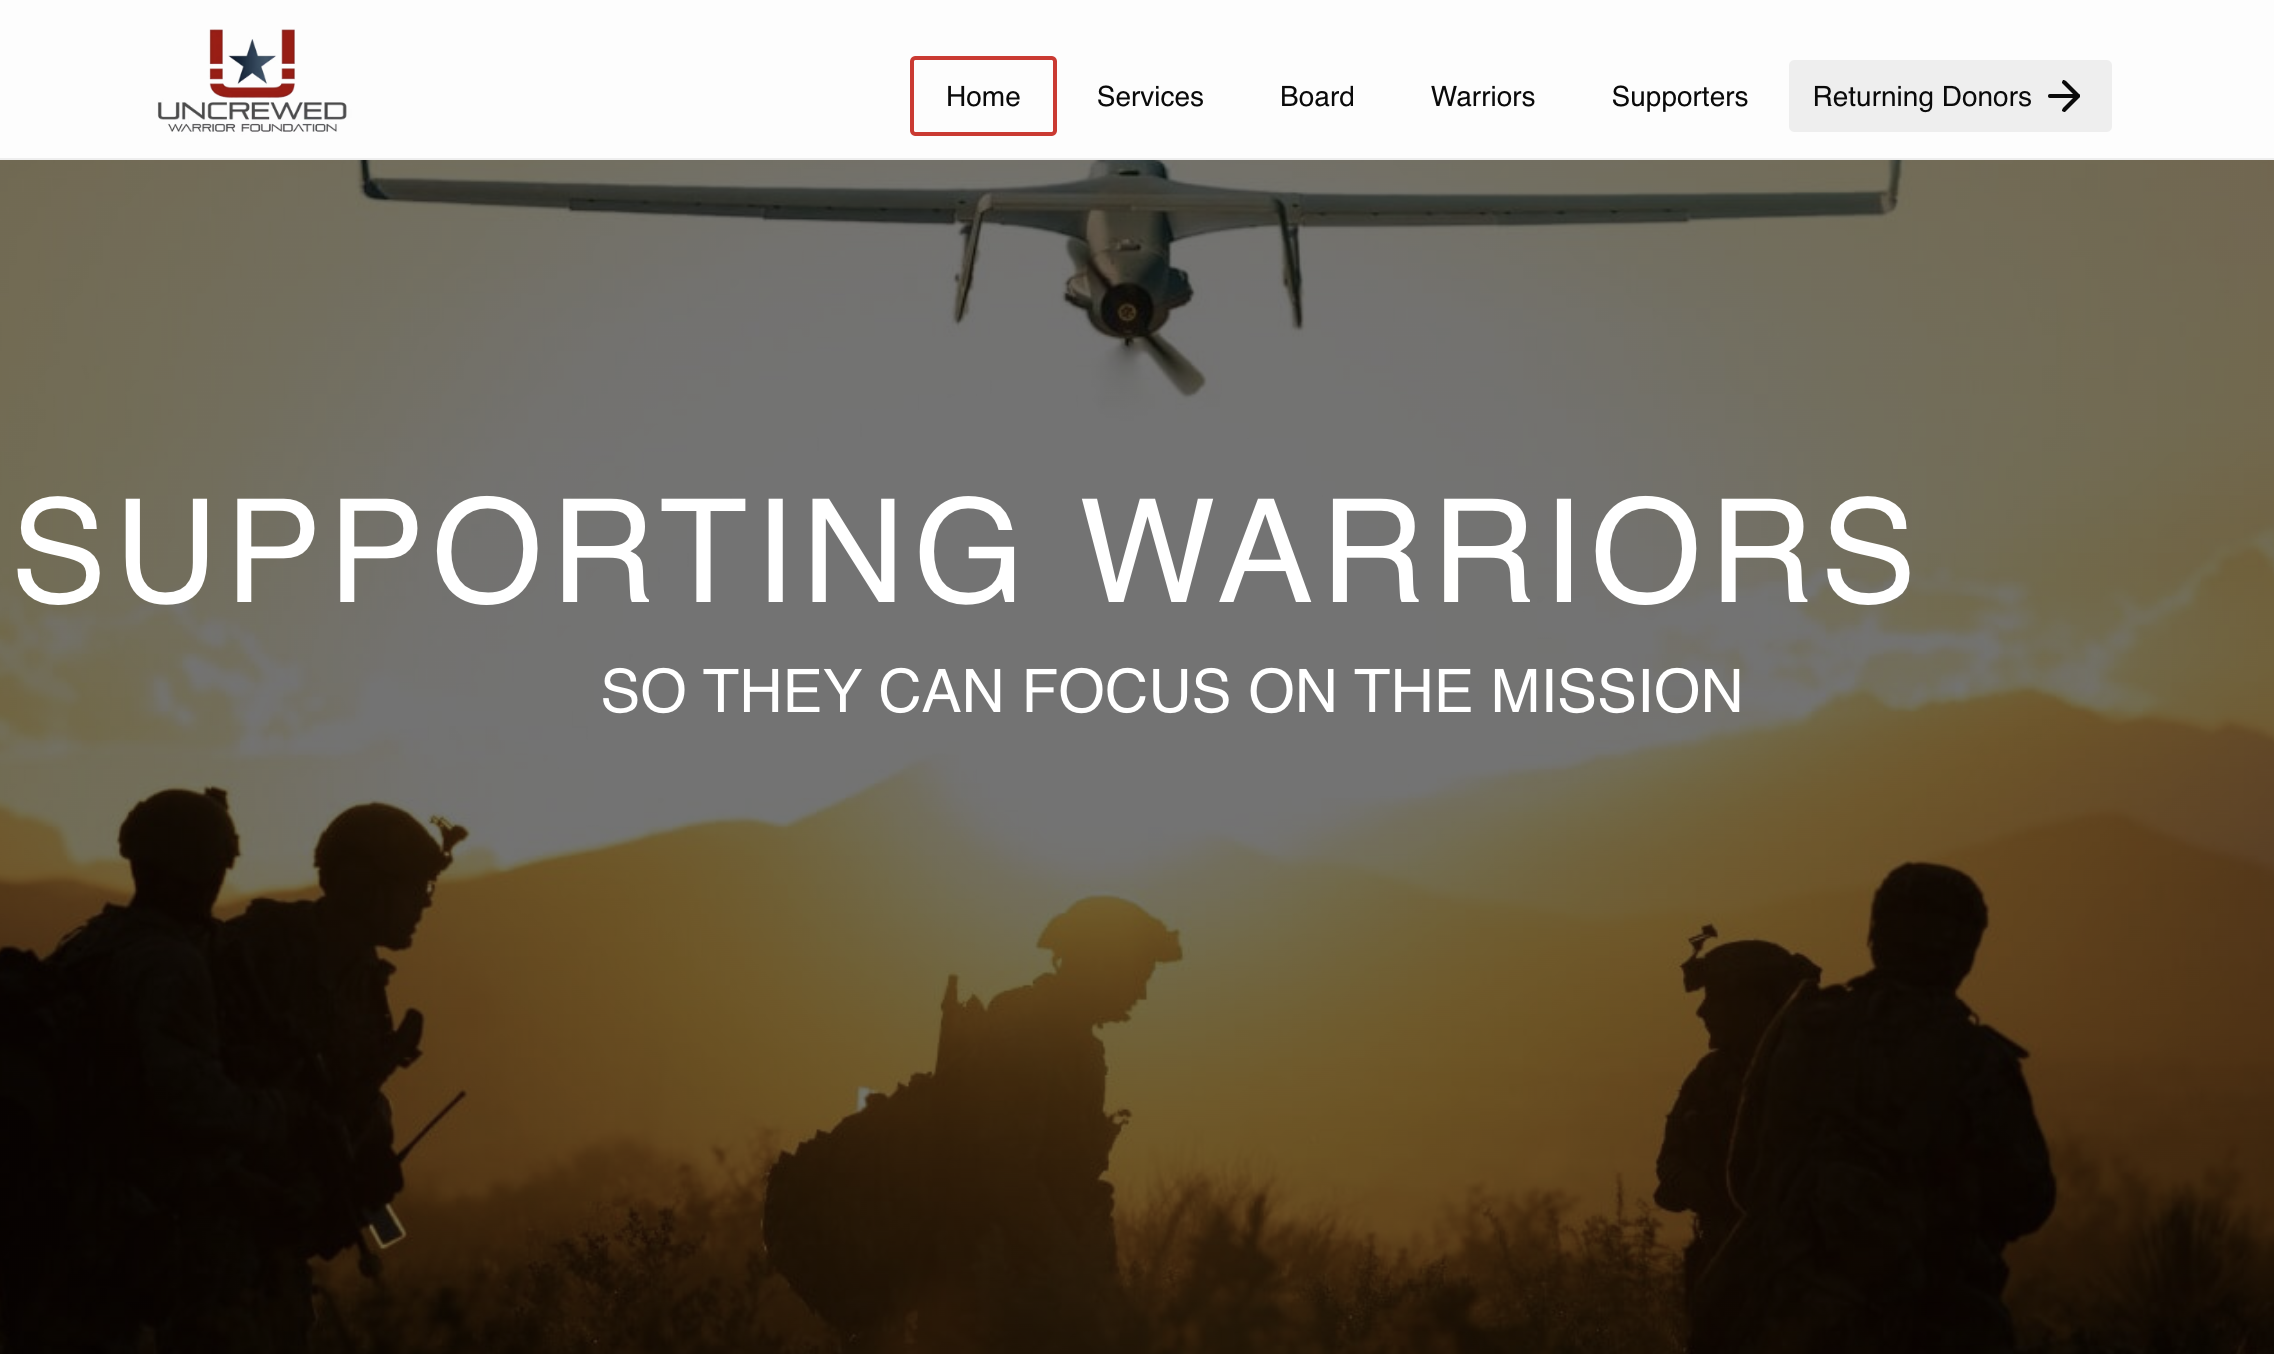 UNCREWED
WARRIOR FOUNDATION
Home
Services
Board
Warriors
Supporters
Returning Donors
SUPPORTING WARRIORS
SO THEY CAN FOCUS ON THE MISSION